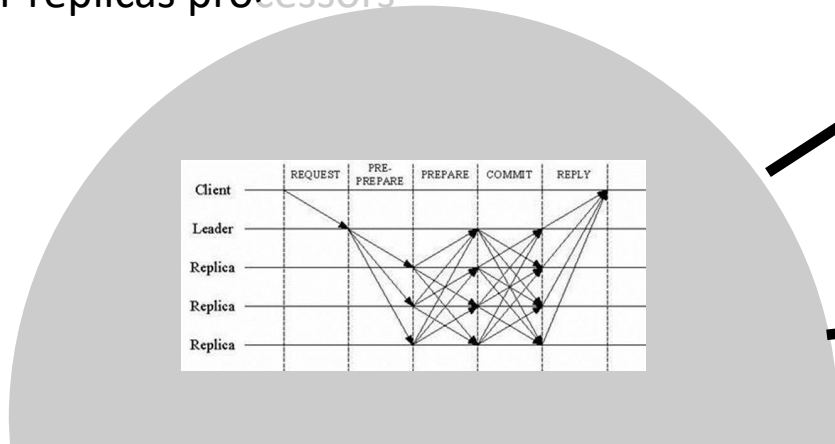 replicas processors
REQUEST PRE-PREPARE PREPARE COMMIT REPLY
Client
Leader
Replica
Replica
Replica